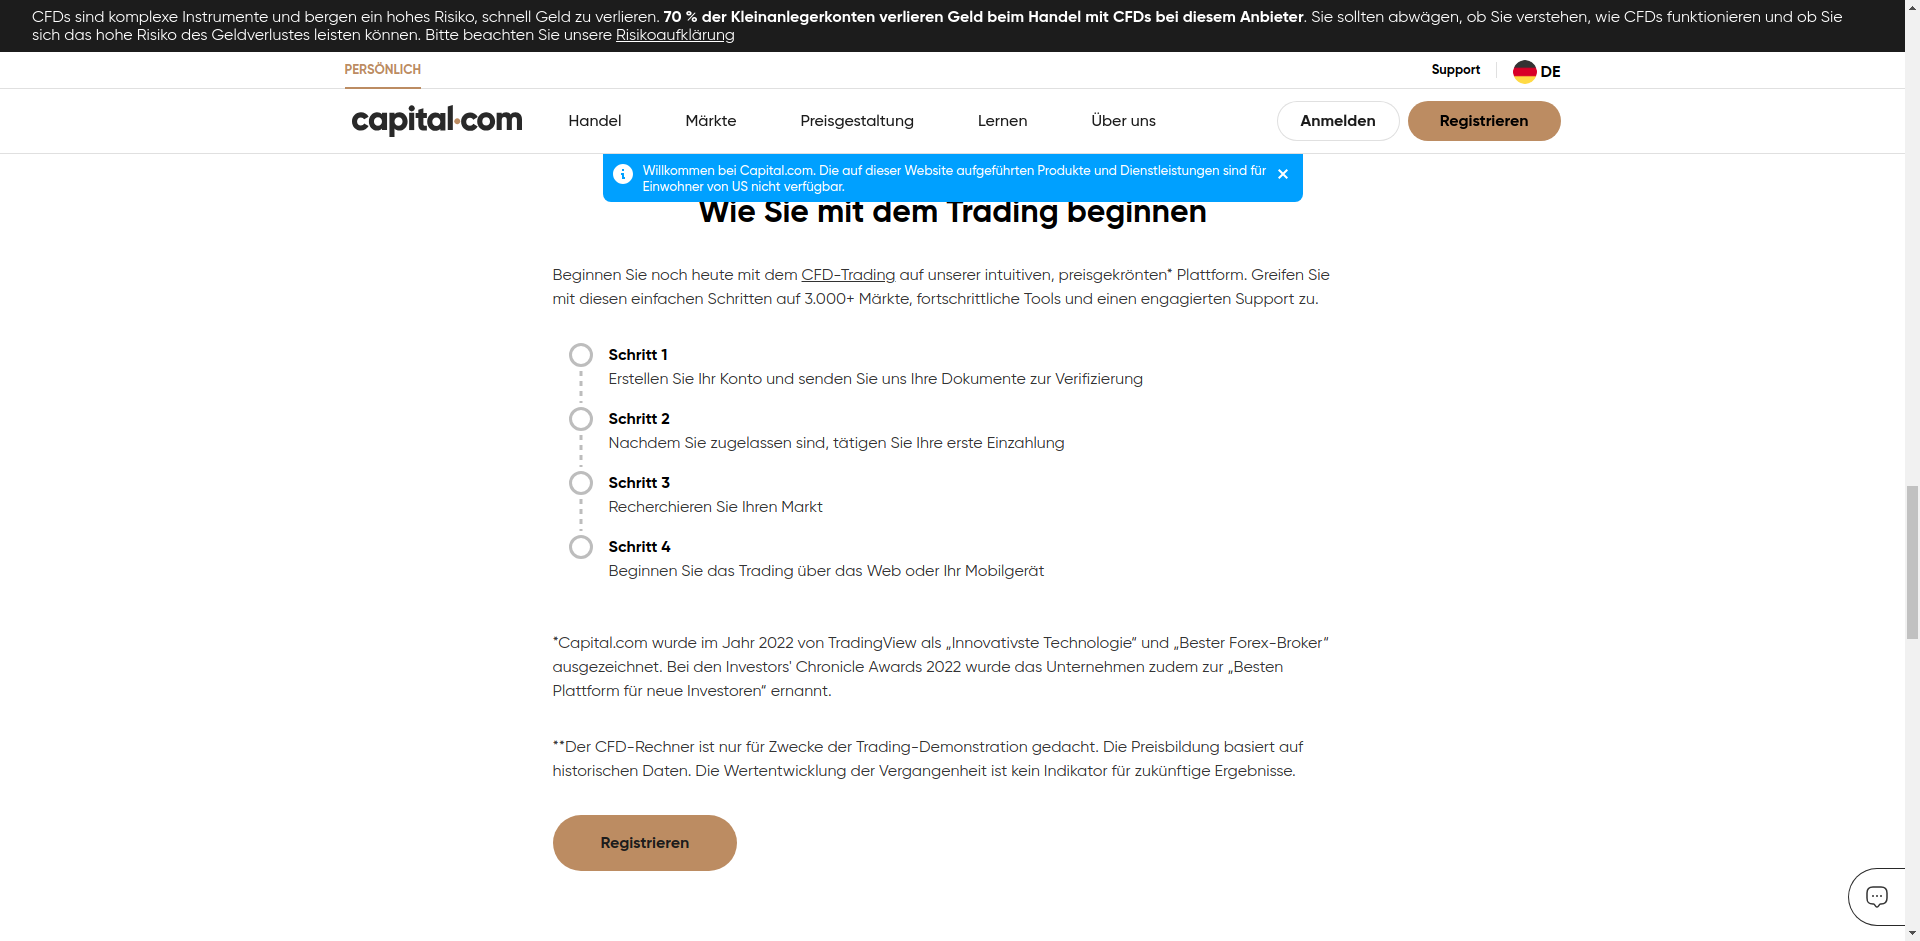 CFDs sind komplexe Instrumente und bergen ein hohes Risiko, schnell Geld zu verlieren. 70 % der Kleinanlegerkonten verlieren Geld beim Handel mit CFDs bei diesem Anbieter. Sie sollten abwägen, ob Sie verstehen, wie CFDs funktionieren und ob Sie
sich das hohe Risiko des Geldverlustes leisten können. Bitte beachten Sie unsere Risikoaufklärung
PERSÖNLICH
Support
DE
capital.com
Handel
Märkte
Preisgestaltung
Lernen
Über uns
Anmelden
Registrieren
Willkommen bei Capital.com. Die auf dieser Website aufgeführten Produkte und Dienstleistungen sind für
Einwohner von US nicht verfügbar.
Wie Sie mit dem Trading beginnen
Beginnen Sie noch heute mit dem CFD-Trading auf unserer intuitiven, preisgekrönten* Plattform. Greifen Sie
mit diesen einfachen Schritten auf 3.000+ Märkte, fortschrittliche Tools und einen engagierten Support zu.
Schritt 1
Erstellen Sie Ihr Konto und senden Sie uns Ihre Dokumente zur Verifizierung
Schritt 2
Nachdem Sie zugelassen sind, tätigen Sie Ihre erste Einzahlung
Schritt 3
Recherchieren Sie Ihren Markt
Schritt 4
Beginnen Sie das Trading über das Web oder Ihr Mobilgerät
*Capital.com wurde im Jahr 2022 von TradingView als „Innovativste Technologie“ und „Bester Forex-Broker“
ausgezeichnet. Bei den Investors' Chronicle Awards 2022 wurde das Unternehmen zudem zur „Besten
Plattform für neue Investoren“ ernannt.
**Der CFD-Rechner ist nur für Zwecke der Trading-Demonstration gedacht. Die Preisbildung basiert auf
historischen Daten. Die Wertentwicklung der Vergangenheit ist kein Indikator für zukünftige Ergebnisse.
Registrieren